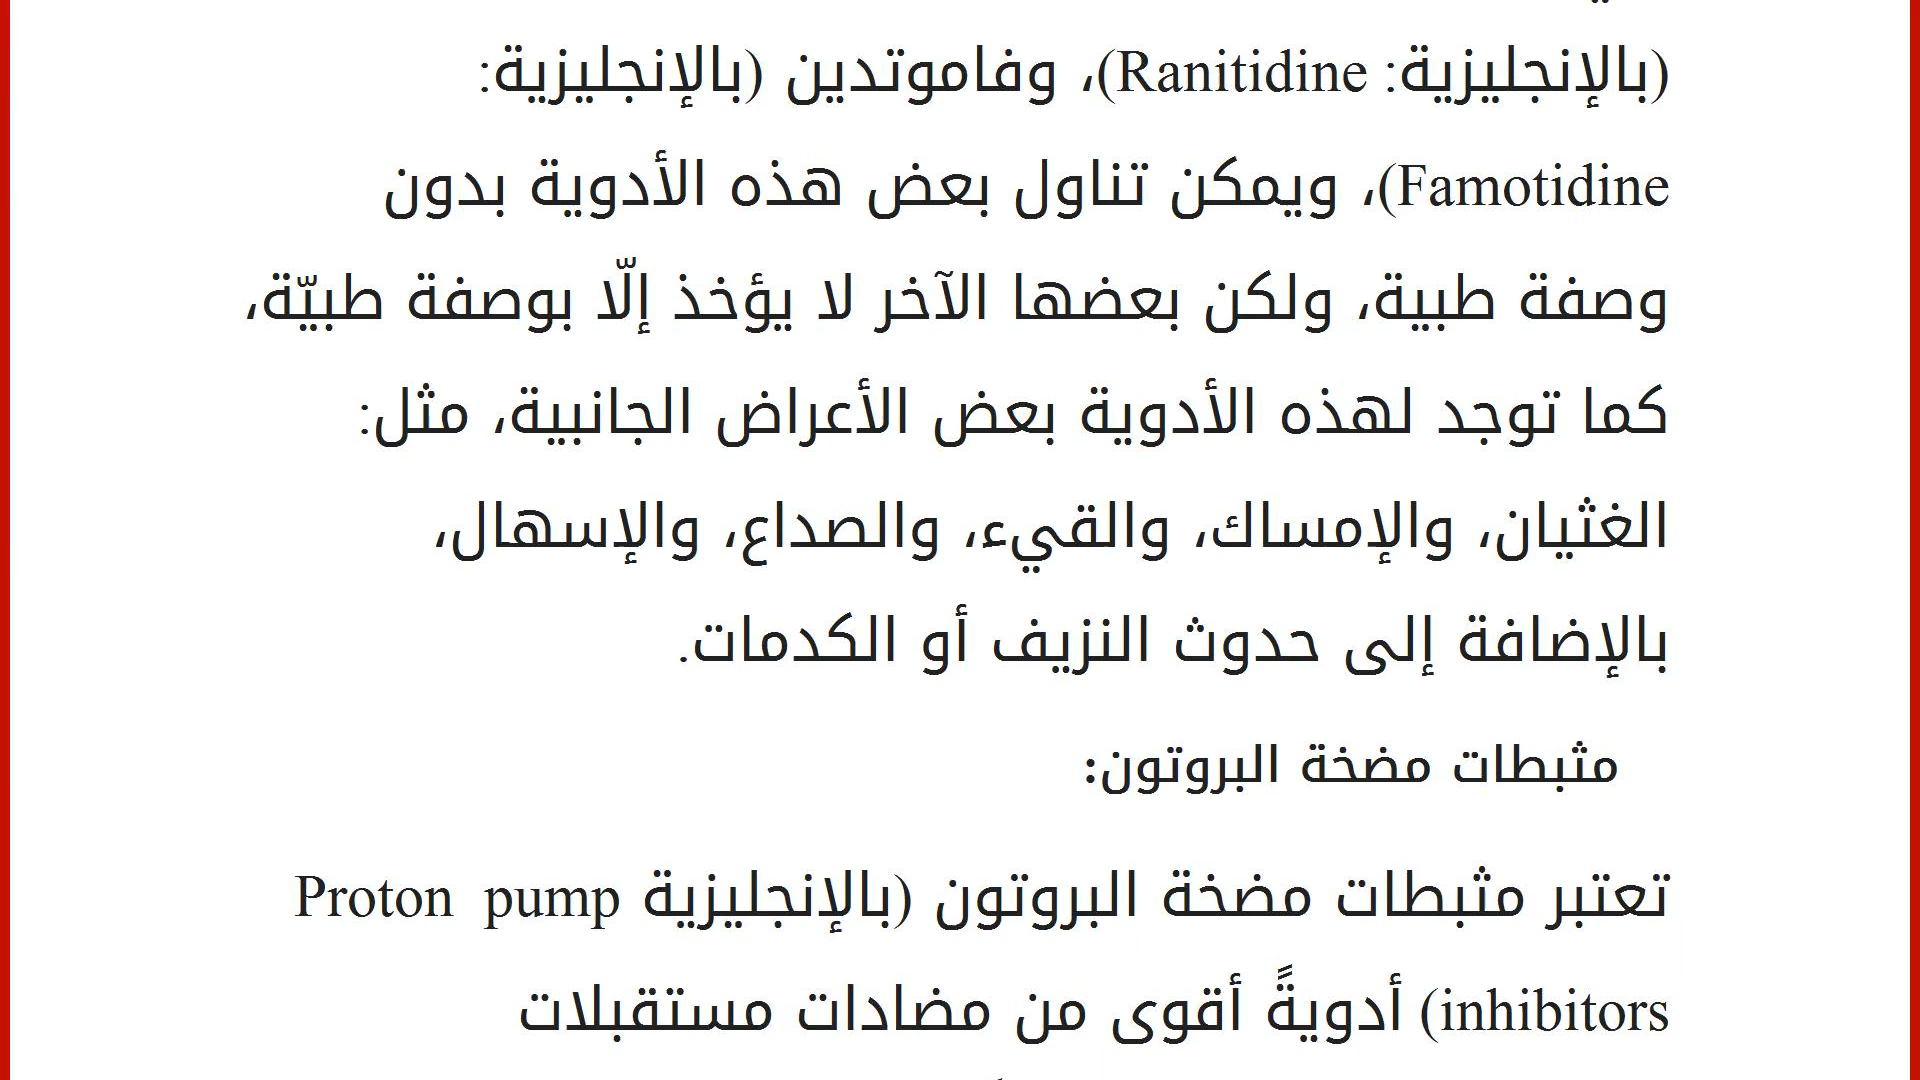 (بالإنجليزية: Ranitidine)، وفاموتدين (بالإنجليزية:
Famotidine)، ويمكن تناول بعض هذه الأدوية بدون
وصفة طبية، ولكن بعضها الآخر لا يؤخذ إلّا بوصفة طبيّة،
كما توجد لهذه الأدوية بعض الأعراض الجانبية، مثل:
الغثيان، والإمساك، والقيء، والصداع، والإسهال،
بالإضافة إلى حدوث النزيف أو الكدمات.
مثبطات مضخة البروتون:
تعتبر مثبطات مضخة البروتون (بالإنجليزية Proton pump
inhibitors) أدويةً أقوى من مضادات مستقبلات